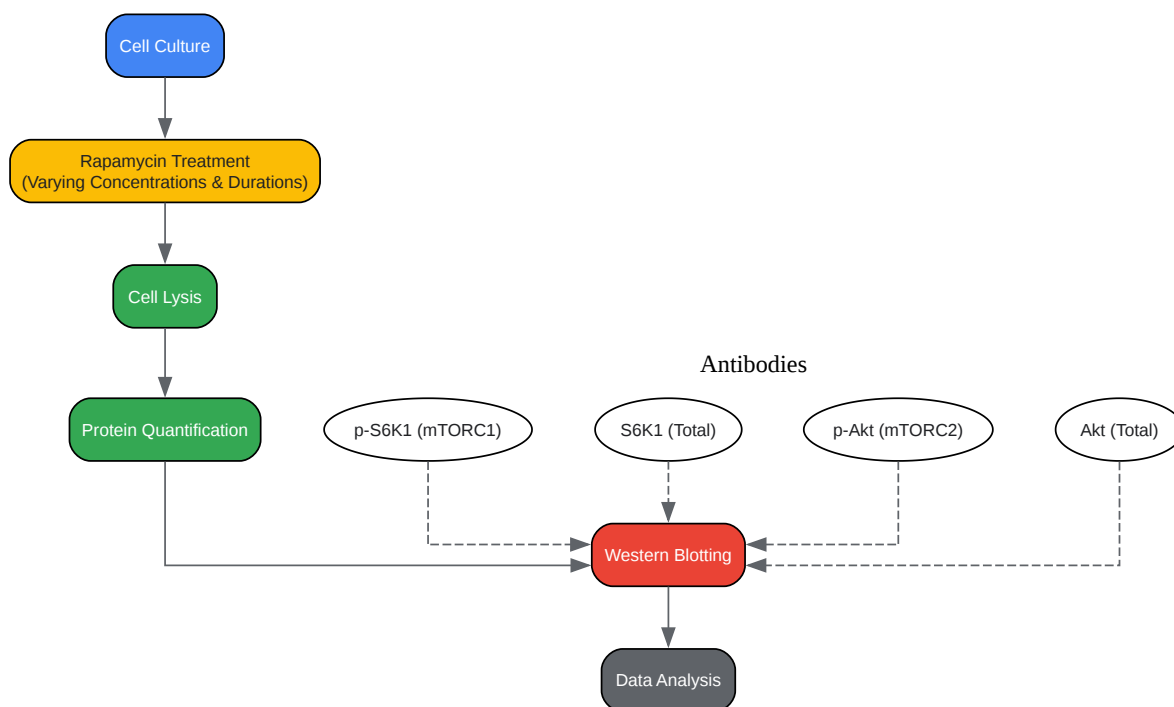 Cell Culture
Rapamycin Treatment
(Varying Concentrations & Durations)
Cell Lysis
Antibodies
Protein Quantification
p-S6K1 (mTORC1)
S6K1 (Total)
p-Akt (mTORC2)
Akt (Total)
Western Blotting
Data Analysis